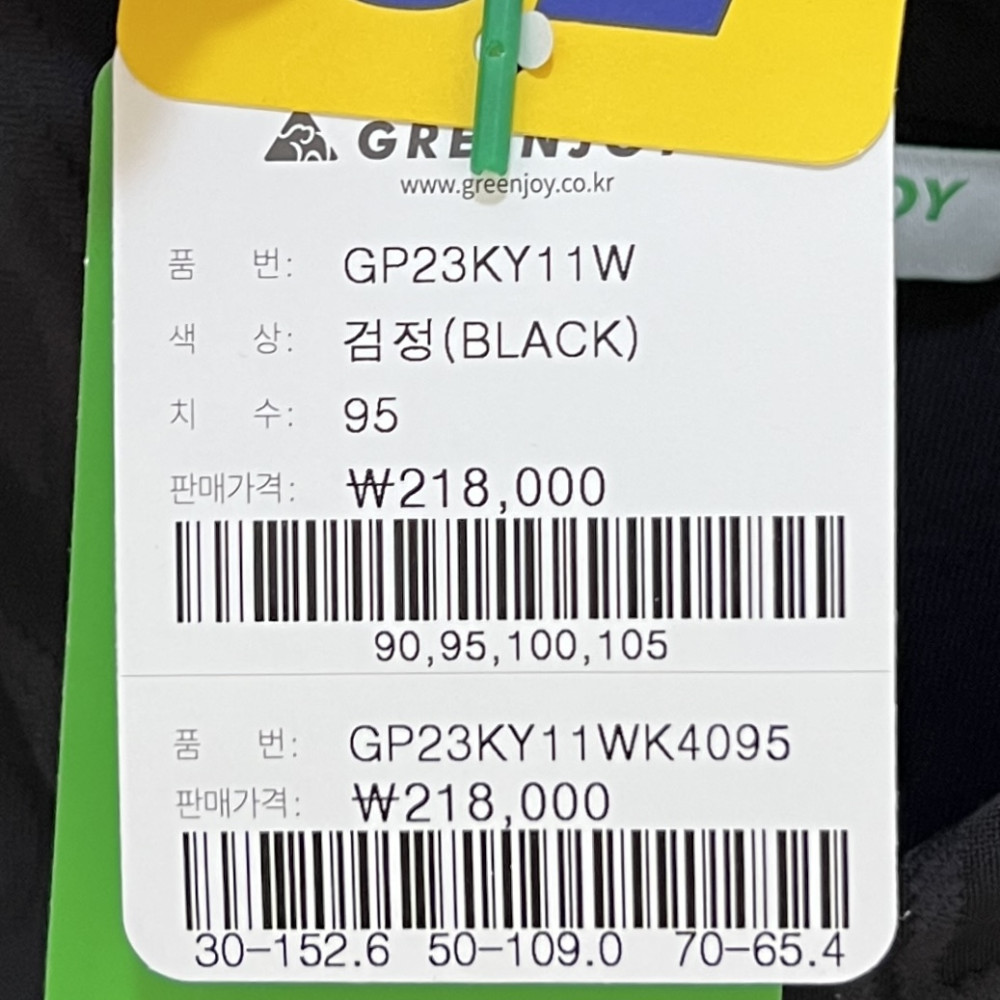 www.greenjoy.co.kr
품 번: GP23KY11W
색 상: 검정(BLACK)
치 수: 95
판매가격: ₩218,000
90,95,100,105
품 번: GP23KY11WK4095
판매가격: ₩218,000
30-152.6 50-109.0 70-65.4